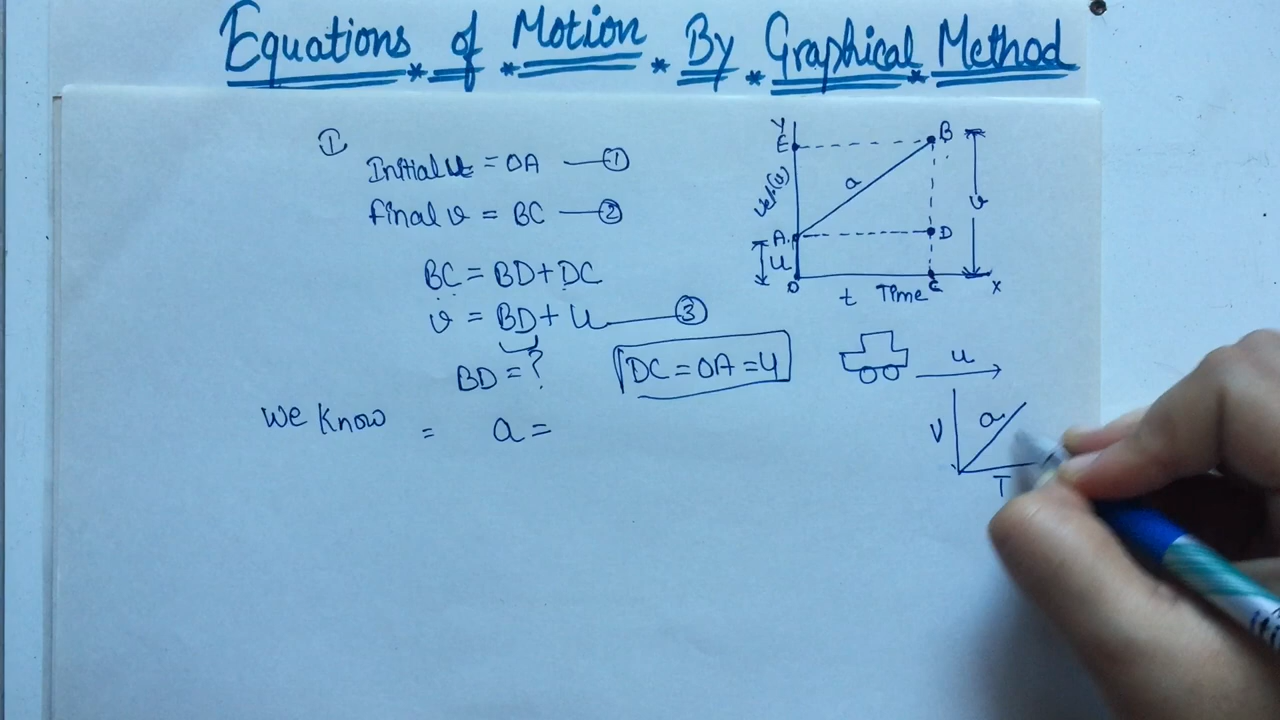 Equations of Motion By Graphical Method
①
Initial u = OA —①
final v = BC —②
BC = BD + DC
v = BD + u —③
BD = ?
DC = OA = u
We Know = a =
Y
E
B
Vel.(v)
a
v
A
D
u
O
t Time
C
X
u
V
a
T